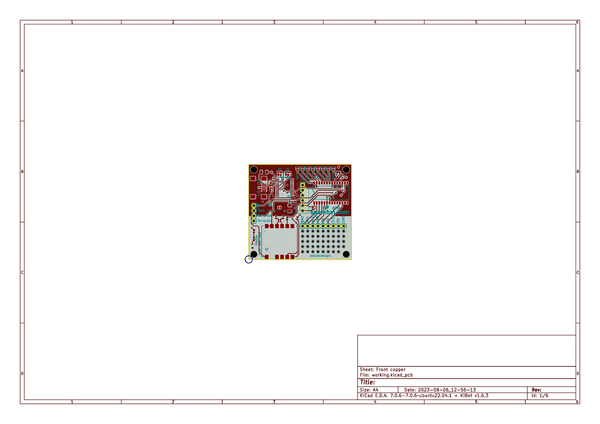 1 2 3 4 5 6
A A
B B
C C
D D
Sheet: Front copper
File: working.kicad_pcb
Title:
Size: A4 Date: 2023-08-06_12-56-13 Rev:
KiCad E.D.A. 7.0.6-7.0.6~ubuntu22.04.1 + KiBot v1.6.3 Id: 1/6
1 2 3 4 5 6